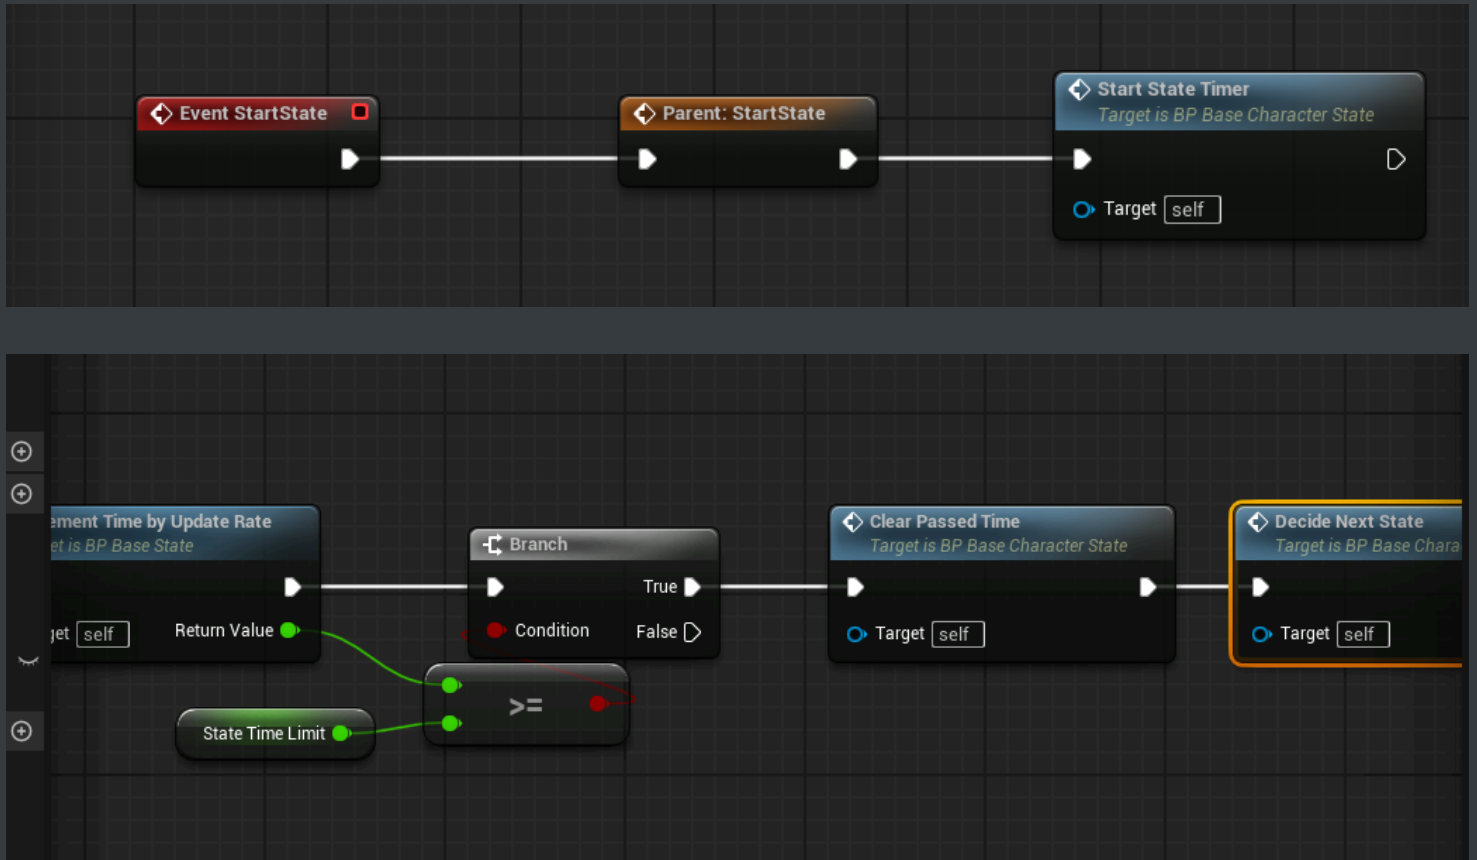 Event StartState
Parent: StartState
Start State Timer
Target is BP Base Character State
Target self
ement Time by Update Rate
et is BP Base State
get self
Return Value
State Time Limit
>=
Branch
True
Condition
False
Clear Passed Time
Target is BP Base Character State
Target self
Decide Next State
Target is BP Base Chara
Target self